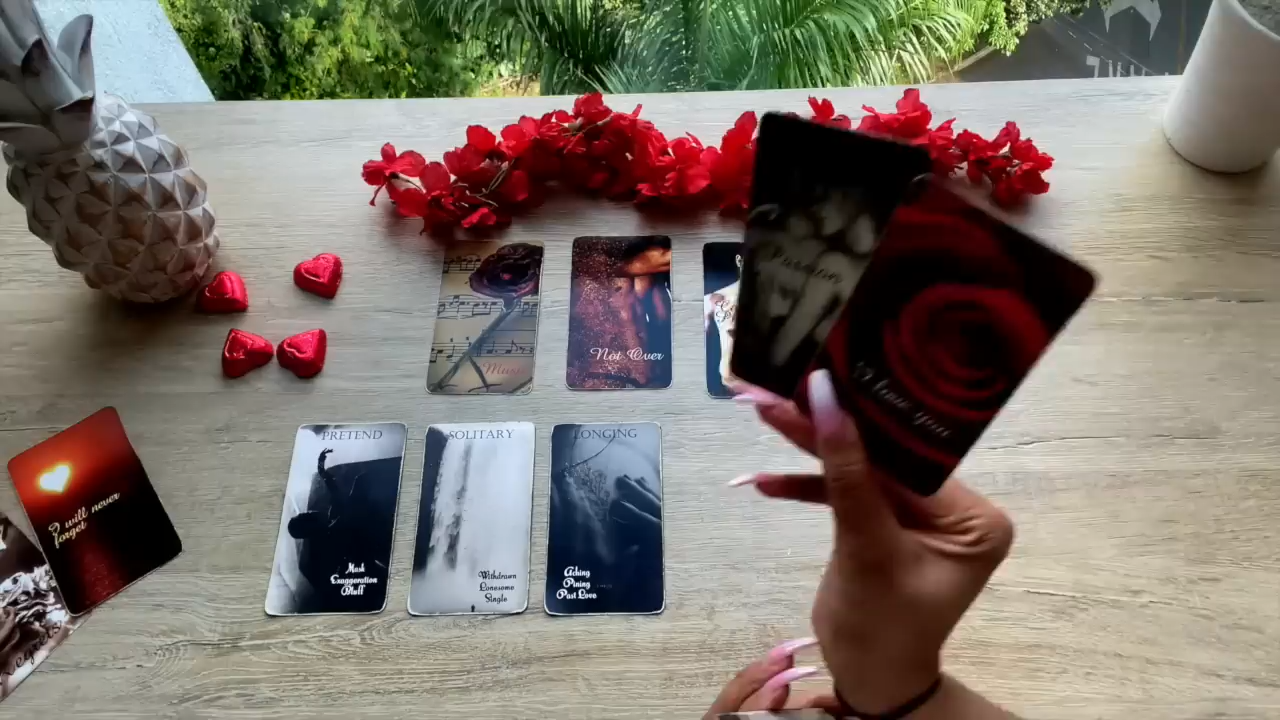 Music
Not Over
Passion
I love you
I will never
forget
PRETEND
Mask
Exaggeration
Bluff
SOLITARY
Withdrawn
Lonesome
Single
LONGING
Aching
Pining
Past Love